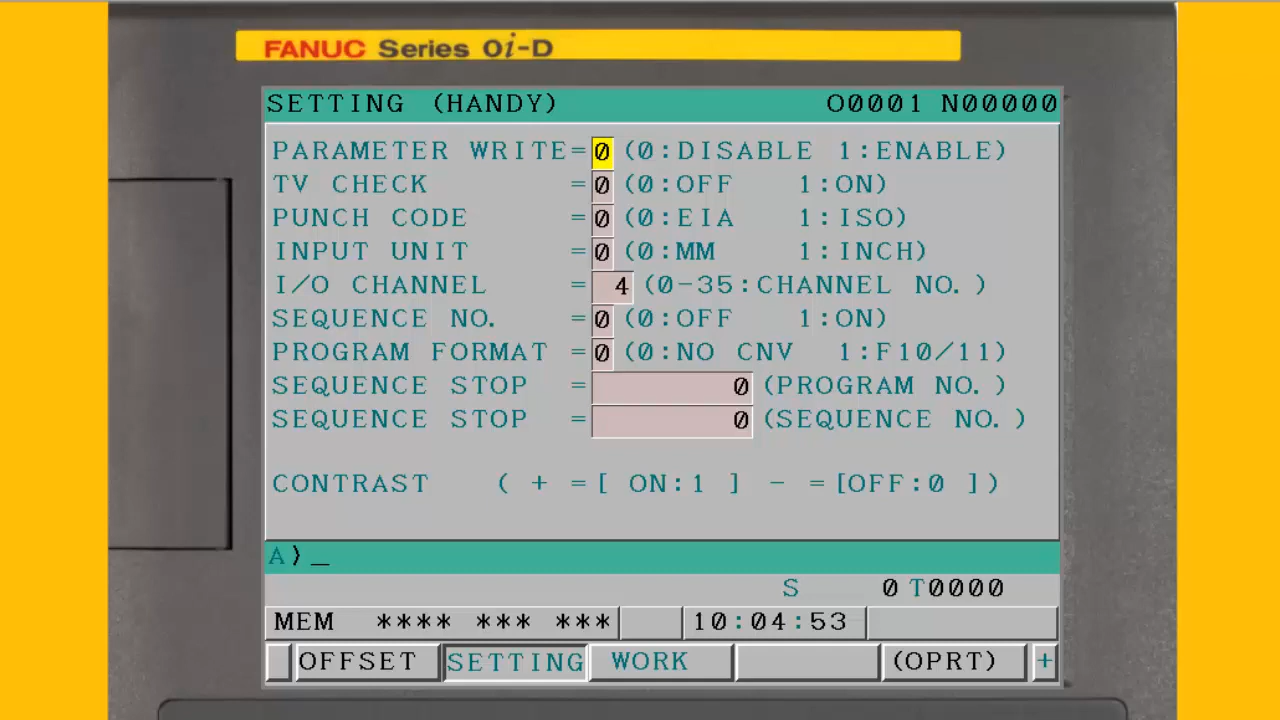 FANUC Series 0i-D
SETTING (HANDY) O0001 N00000
PARAMETER WRITE=0 (0:DISABLE 1:ENABLE)
TV CHECK =0 (0:OFF 1:ON)
PUNCH CODE =0 (0:EIA 1:ISO)
INPUT UNIT =0 (0:MM 1:INCH)
I/O CHANNEL = 4 (0-35:CHANNEL NO.)
SEQUENCE NO. =0 (0:OFF 1:ON)
PROGRAM FORMAT =0 (0:NO CNV 1:F10/11)
SEQUENCE STOP = 0 (PROGRAM NO.)
SEQUENCE STOP = 0 (SEQUENCE NO.)
CONTRAST ( + =[ ON:1 ] - =[OFF:0 ])
A)_
S 0 T0000
MEM **** *** *** 10:04:53
OFFSET SETTING WORK (OPRT) +